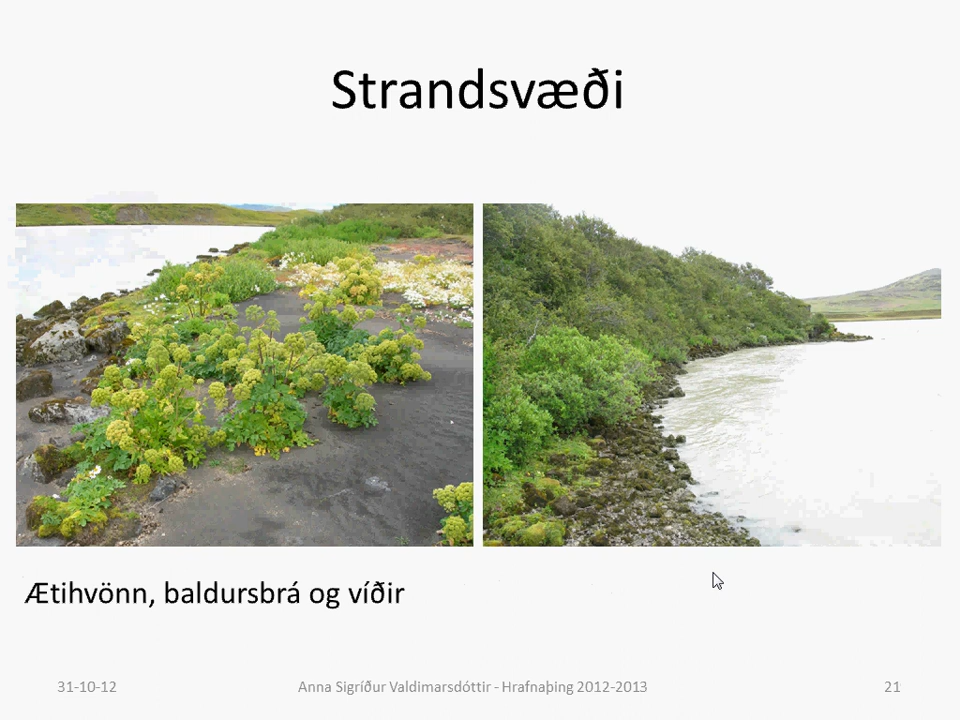 Strandsvæði
Ætihvönn, baldursbrá og víðir
31-10-12
Anna Sigríður Valdimarsdóttir - Hrafnaþing 2012-2013
21